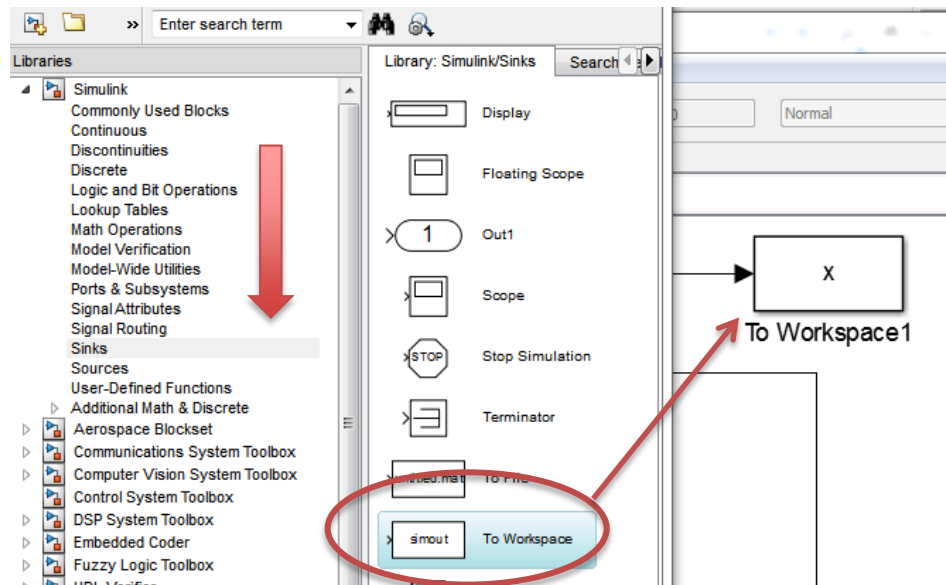 » Enter search term
Libraries
Simulink
Commonly Used Blocks
Continuous
Discontinuities
Discrete
Logic and Bit Operations
Lookup Tables
Math Operations
Model Verification
Model-Wide Utilities
Ports & Subsystems
Signal Attributes
Signal Routing
Sinks
Sources
User-Defined Functions
Additional Math & Discrete
Aerospace Blockset
Communications System Toolbox
Computer Vision System Toolbox
Control System Toolbox
DSP System Toolbox
Embedded Coder
Fuzzy Logic Toolbox
Library: Simulink/Sinks
Search
Display
Floating Scope
1 Out1
Scope
STOP Stop Simulation
Terminator
To File
simout To Workspace
Normal
X
To Workspace1